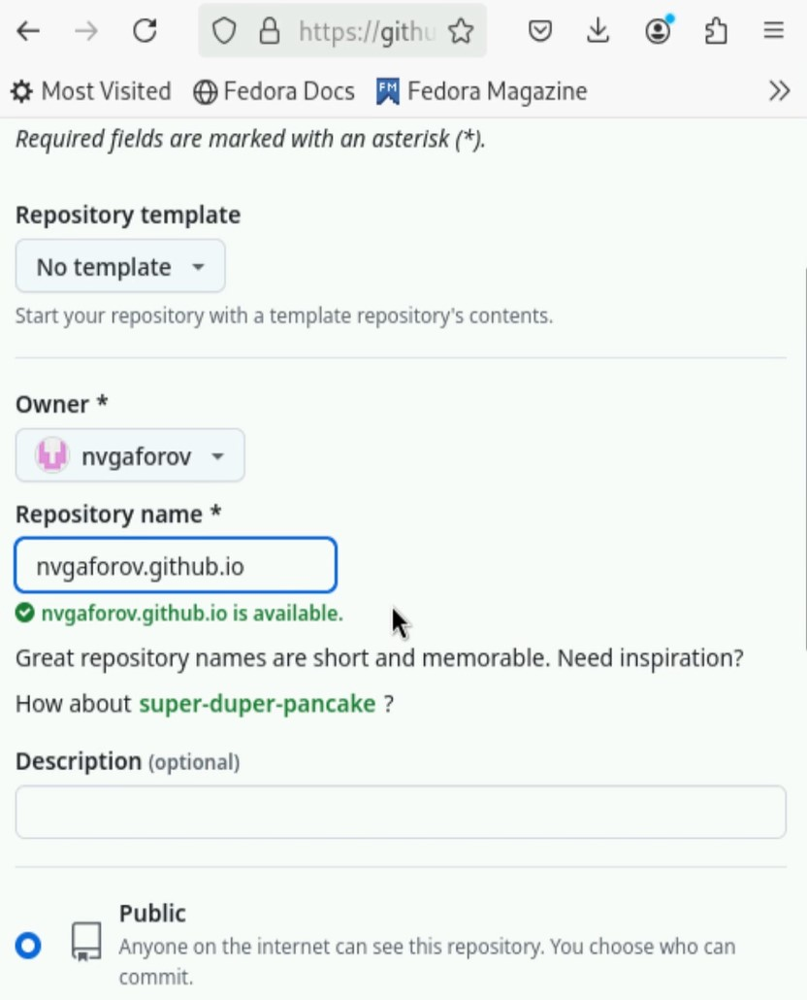 https://githu
Most Visited Fedora Docs FM Fedora Magazine
Required fields are marked with an asterisk (*).
Repository template
No template
Start your repository with a template repository's contents.
Owner *
nvgaforov
Repository name *
nvgaforov.github.io
nvgaforov.github.io is available.
Great repository names are short and memorable. Need inspiration?
How about super-duper-pancake ?
Description (optional)
Public
Anyone on the internet can see this repository. You choose who can
commit.